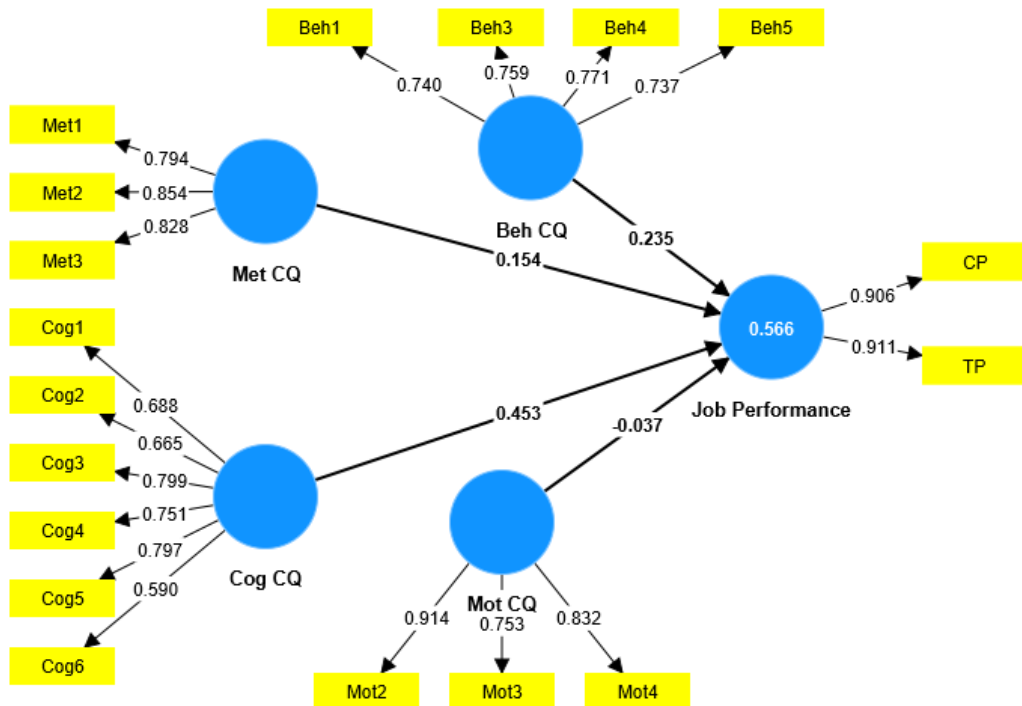 Beh1
Beh3
Beh4
Beh5
0.740
0.759
0.771
0.737
Beh CQ
Met1
Met2
Met3
0.794
0.854
0.828
Met CQ
0.154
0.235
Cog1
Cog2
Cog3
Cog4
Cog5
Cog6
0.688
0.665
0.799
0.751
0.797
0.590
Cog CQ
0.453
-0.037
0.566
Job Performance
0.906
0.911
CP
TP
Mot CQ
0.914
0.753
0.832
Mot2
Mot3
Mot4